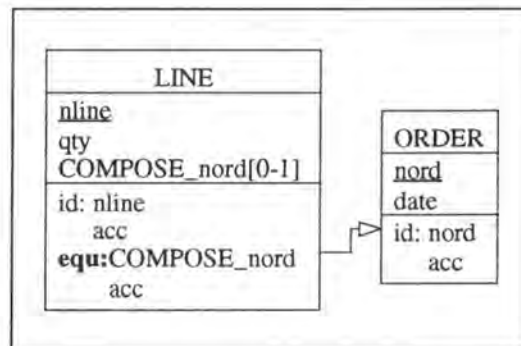 LINE
nline
qty
COMPOSE_nord[0-1]
id: nline
acc
equ:COMPOSE_nord
acc
ORDER
nord
date
id: nord
acc